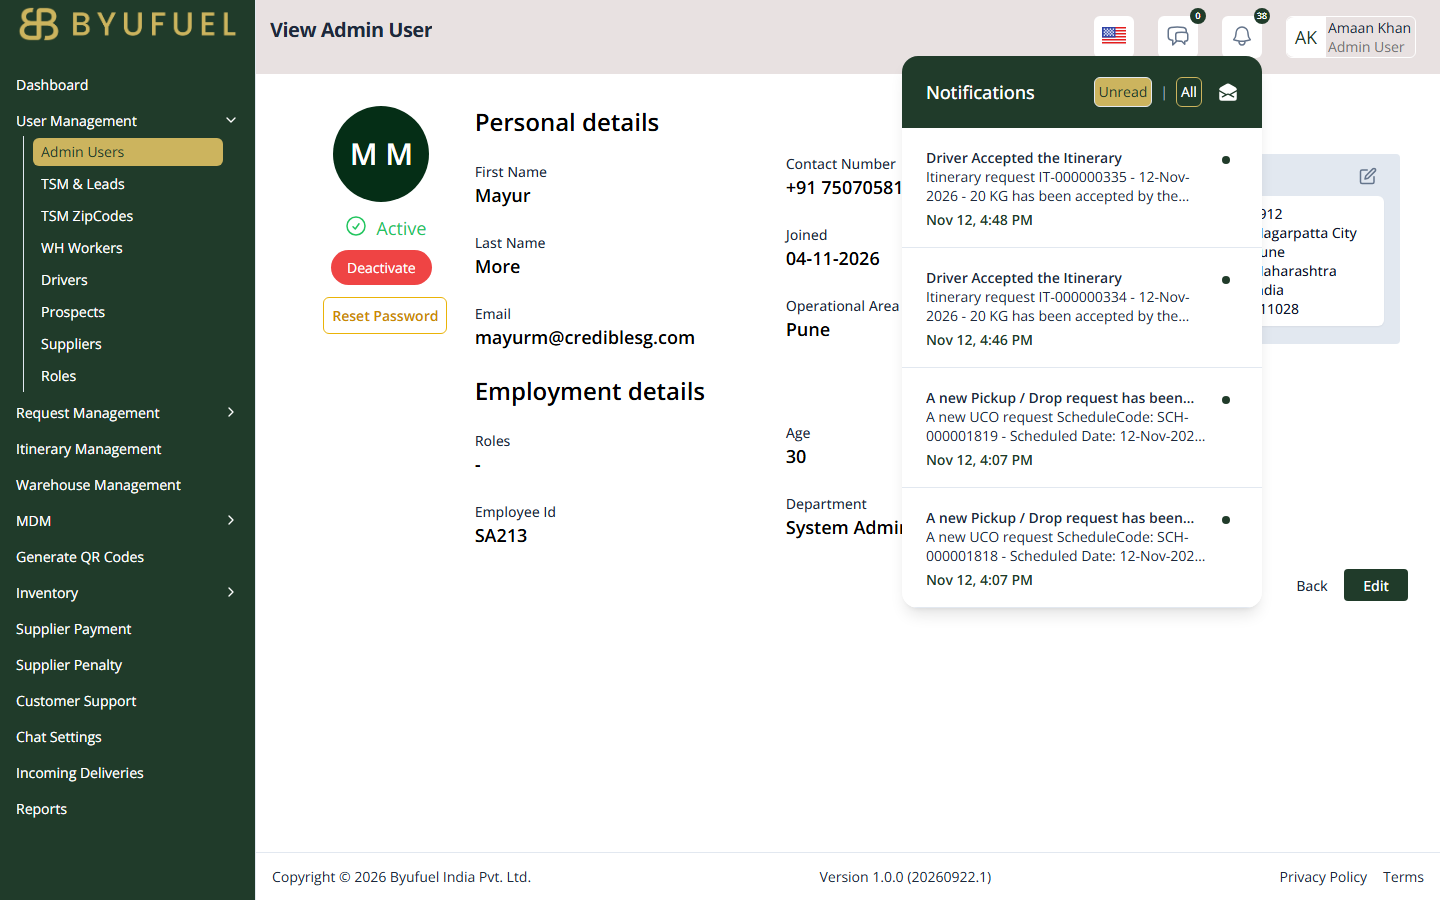 BYUFUEL
View Admin User
0
38
AK
Amaan Khan
Admin User
Dashboard
User Management
Admin Users
TSM & Leads
TSM ZipCodes
WH Workers
Drivers
Prospects
Suppliers
Roles
Request Management
Itinerary Management
Warehouse Management
MDM
Generate QR Codes
Inventory
Supplier Payment
Supplier Penalty
Customer Support
Chat Settings
Incoming Deliveries
Reports
M M
Active
Deactivate
Reset Password
Personal details
First Name
Mayur
Last Name
More
Email
mayurm@crediblesg.com
Contact Number
+91 75070581
Joined
04-11-2026
Operational Area
Pune
Employment details
Roles
-
Employee Id
SA213
Age
30
Department
System Admin
Notifications
Unread
|
All
Driver Accepted the Itinerary
Itinerary request IT-000000335 - 12-Nov-
2026 - 20 KG has been accepted by the...
Nov 12, 4:48 PM
Driver Accepted the Itinerary
Itinerary request IT-000000334 - 12-Nov-
2026 - 20 KG has been accepted by the...
Nov 12, 4:46 PM
A new Pickup / Drop request has been...
A new UCO request ScheduleCode: SCH-
000001819 - Scheduled Date: 12-Nov-202...
Nov 12, 4:07 PM
A new Pickup / Drop request has been...
A new UCO request ScheduleCode: SCH-
000001818 - Scheduled Date: 12-Nov-202...
Nov 12, 4:07 PM
912
agarpatta City
une
aharashtra
dia
11028
Back
Edit
Copyright © 2026 Byufuel India Pvt. Ltd.
Version 1.0.0 (20260922.1)
Privacy Policy
Terms